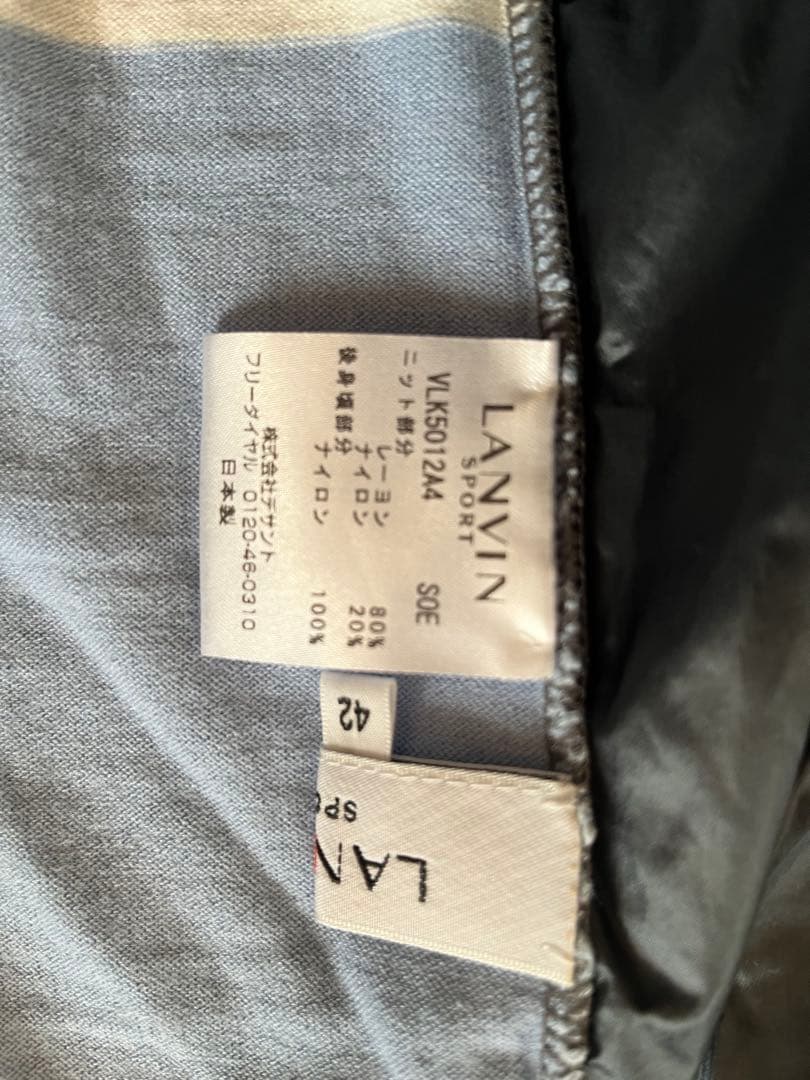 LANVIN
SPORT
VLK5012A4 SOE
ニット部分
レーヨン 80%
ナイロン 20%
後身頃部分
ナイロン 100%
株式会社デサント
フリーダイヤル 0120-46-0310
日本製
42
LAN
SPO